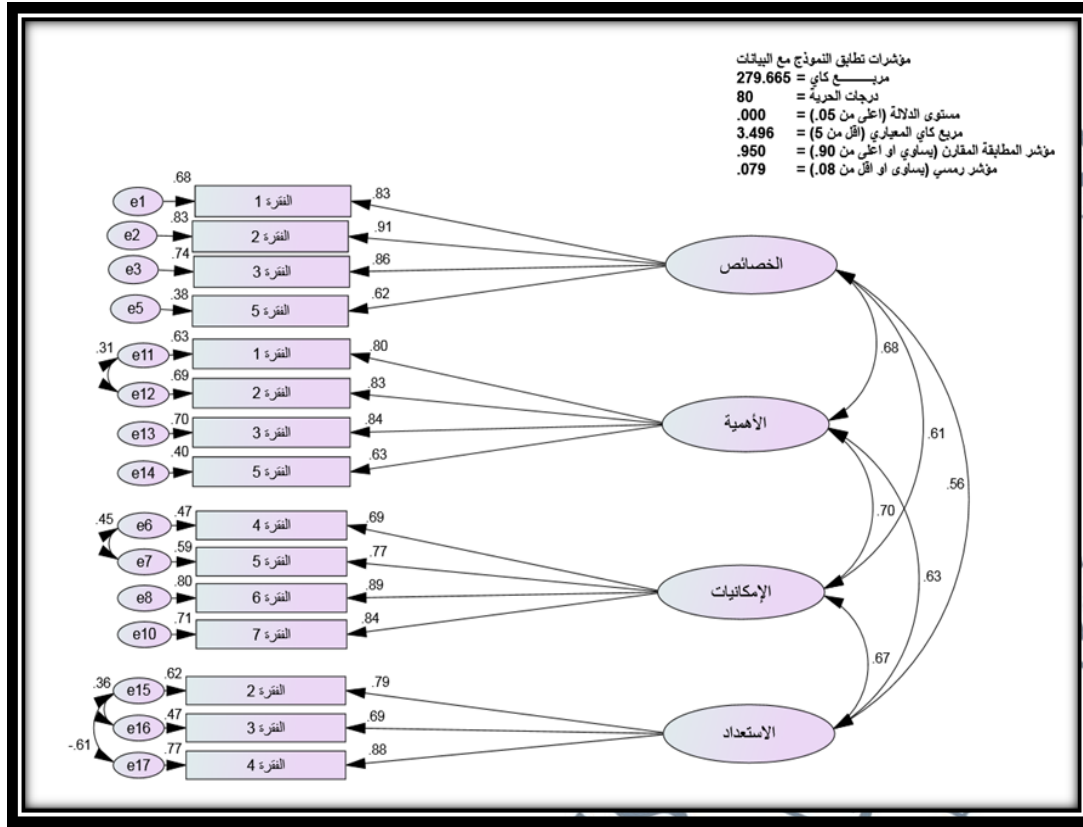 مؤشرات تطابق النموذج مع البيانات
مربـــــــع كاي = 279.665
درجات الحرية = 80
مستوى الدلالة (اعلى من 05.) = 000.
مربع كاي المعياري (اقل من 5) = 3.496
مؤشر المطابقة المقارن (يساوي او اعلى من 90.) = 950.
مؤشر رمسي (يساوى او اقل من 08.) = 079.
e1 .68 الفقرة 1 .83
e2 .83 الفقرة 2 .91
e3 .74 الفقرة 3 .86
e5 .38 الفقرة 5 .62
الخصائص
.31
e11 .63 الفقرة 1 .80
e12 .69 الفقرة 2 .83
e13 .70 الفقرة 3 .84
e14 .40 الفقرة 5 .63
الأهمية
.45
e6 .47 الفقرة 4 .69
e7 .59 الفقرة 5 .77
e8 .80 الفقرة 6 .89
e10 .71 الفقرة 7 .84
الإمكانيات
.36
-.61
e15 .62 الفقرة 2 .79
e16 .47 الفقرة 3 .69
e17 .77 الفقرة 4 .88
الاستعداد
.68
.61
.56
.70
.63
.67